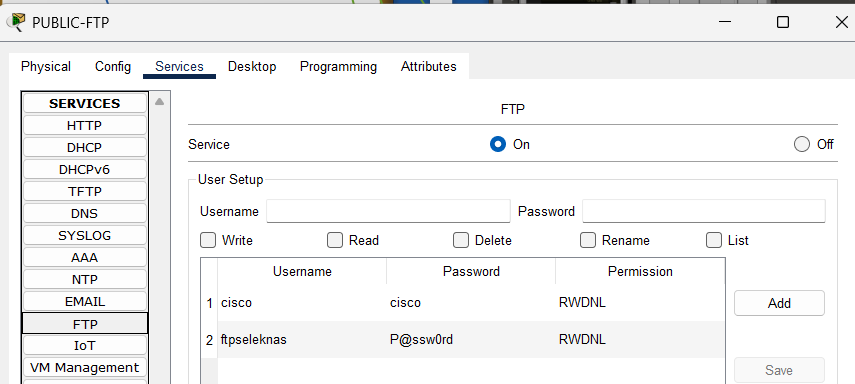 PUBLIC-FTP
Physical Config Services Desktop Programming Attributes
SERVICES
HTTP
DHCP
DHCPv6
TFTP
DNS
SYSLOG
AAA
NTP
EMAIL
FTP
IoT
VM Management
FTP
Service On Off
User Setup
Username Password
Write Read Delete Rename List
Username Password Permission
1 cisco cisco RWDNL
2 ftpseleknas P@ssw0rd RWDNL
Add
Save